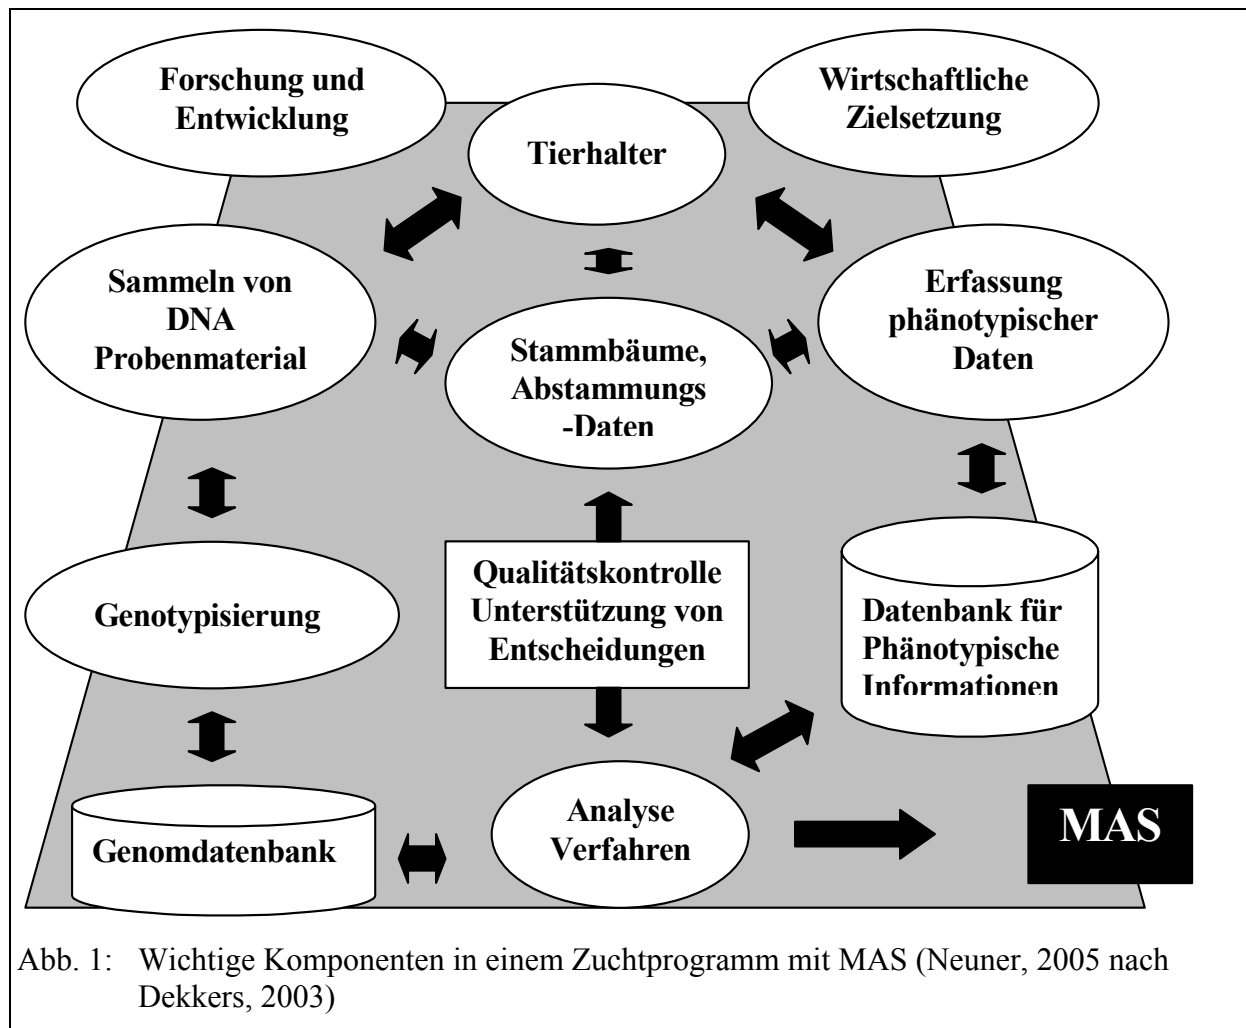 Forschung und
Entwicklung
Tierhalter
Wirtschaftliche
Zielsetzung
Sammeln von
DNA
Probenmaterial
Stammbäume,
Abstammungs
-Daten
Erfassung
phänotypischer
Daten
Genotypisierung
Qualitätskontrolle
Unterstützung von
Entscheidungen
Datenbank für
Phänotypische
Informationen
Genomdatenbank
Analyse
Verfahren
MAS
Abb. 1: Wichtige Komponenten in einem Zuchtprogramm mit MAS (Neuner, 2005 nach
Dekkers, 2003)